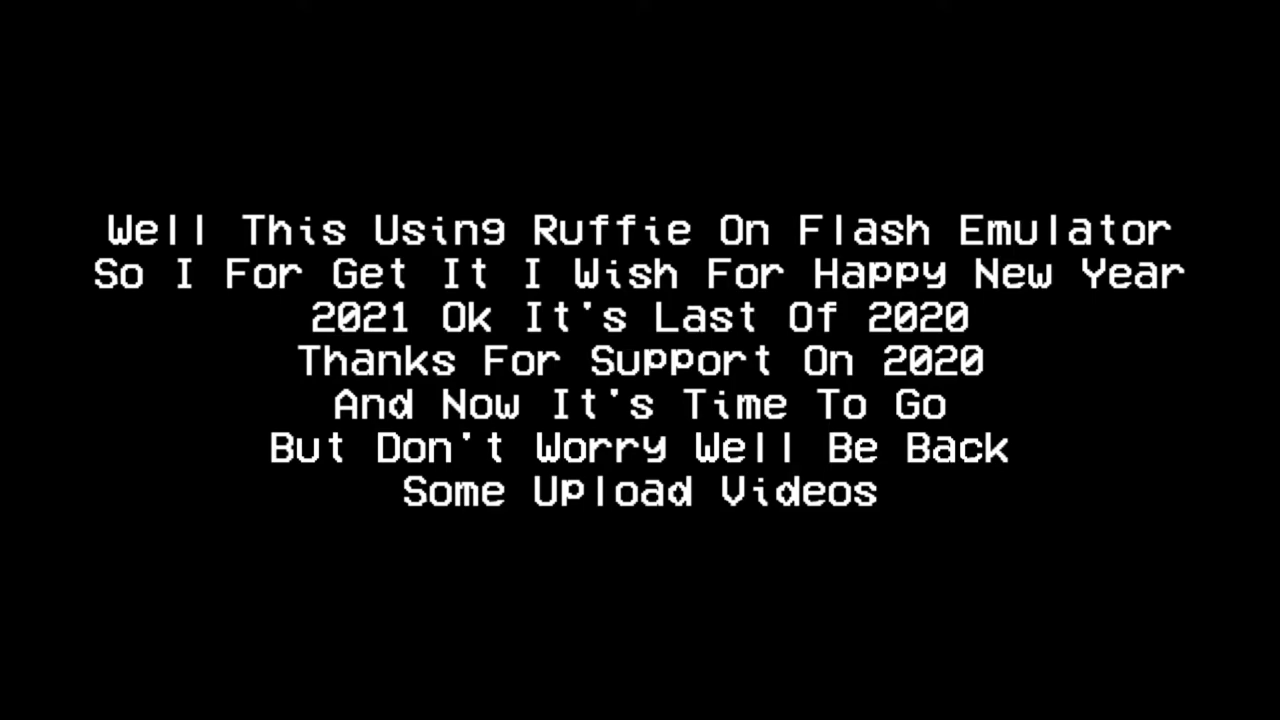 Well This Using Ruffie On Flash Emulator
So I For Get It I Wish For Happy New Year
2021 Ok It's Last Of 2020
Thanks For Support On 2020
And Now It's Time To Go
But Don't Worry Well Be Back
Some Upload Videos